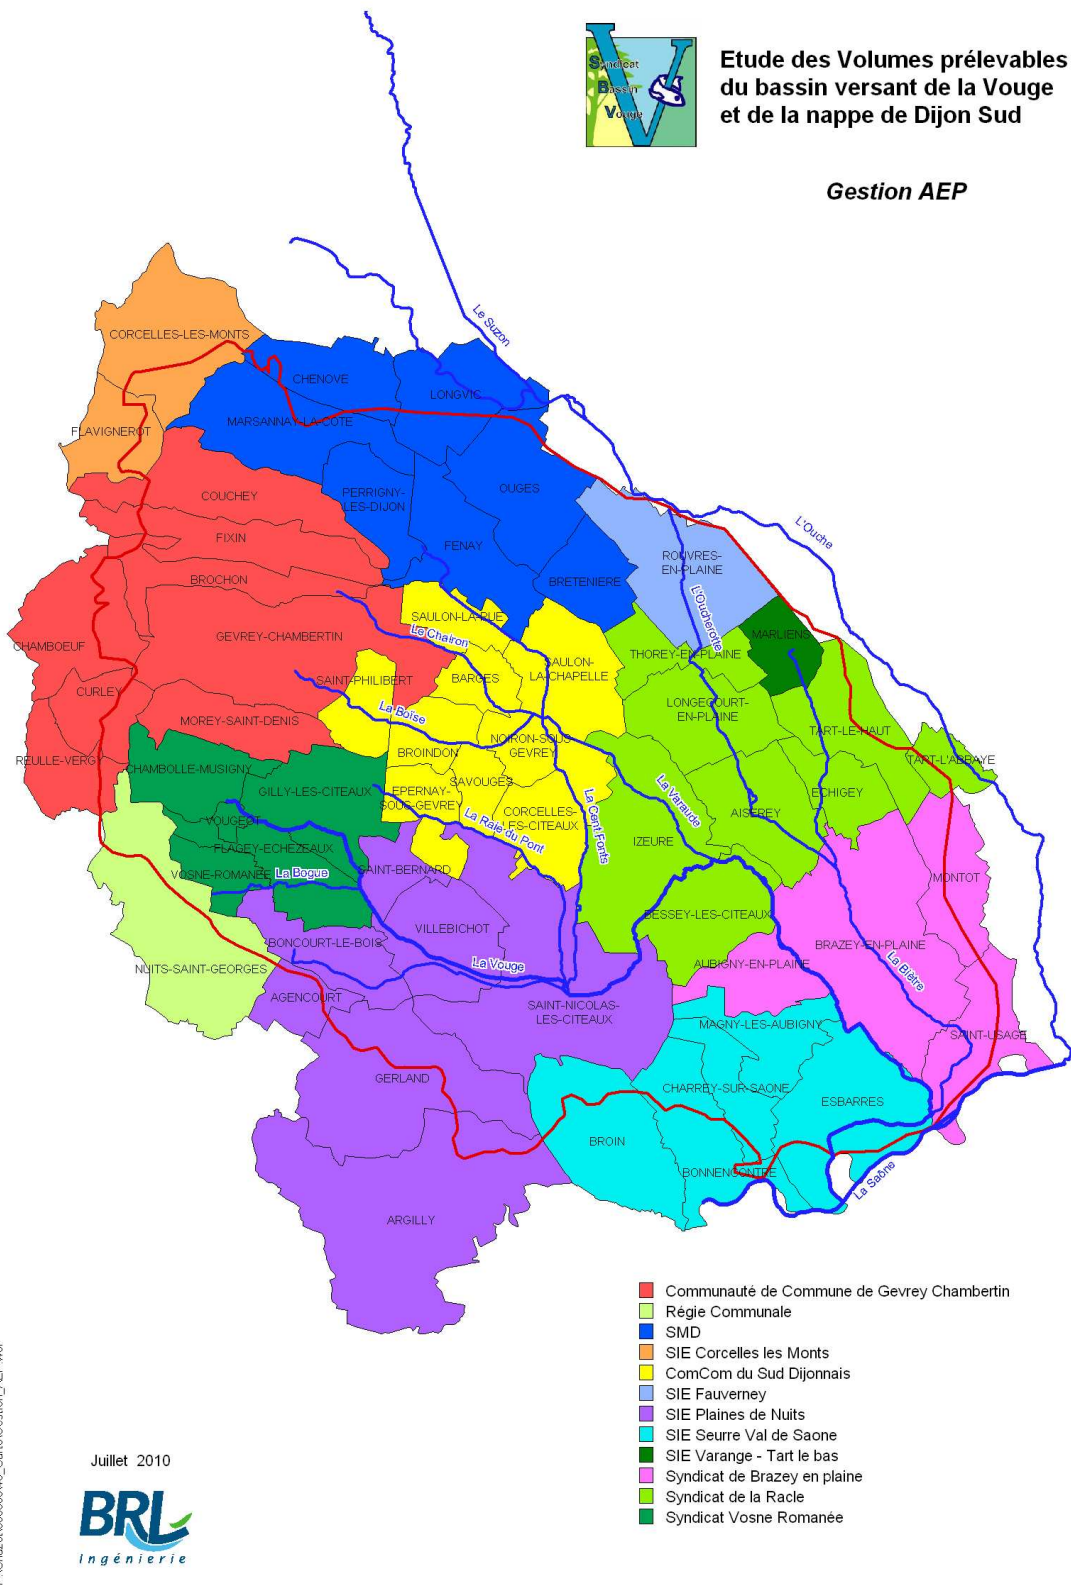 Syndicat
Bassin
Vouge
Etude des Volumes prélevables
du bassin versant de la Vouge
et de la nappe de Dijon Sud
Gestion AEP
Le Suzon
CORCELLES-LES-MONTS
CHENOVE
LONGVIC
MARSANNAY-LA-COTE
FLAVIGNEROT
COUCHEY
PERRIGNY-
LES-DIJON
OUGES
L'Ouche
FIXIN
FENAY
ROUVRES-
EN-PLAINE
BROCHON
BRETENIERE
L'Oucherotte
SAULON-LA-RUE
Le Chairon
GEVREY-CHAMBERTIN
MARLIENS
CHAMBOEUF
THOREY-EN-PLAINE
SAULON-
LA-CHAPELLE
SAINT-PHILIBERT
BARGES
CURLEY
LONGECOURT-
EN-PLAINE
La Boïse
MOREY-SAINT-DENIS
TART-LE-HAUT
NOIRON-SOUS-
GEVREY
BROINDON
REULLE-VERGY
TART-L'ABBAYE
CHAMBOLLE-MUSIGNY
SAVOUGES
GILLY-LES-CITEAUX
EPERNAY-
SOUS-GEVREY
ECHIGEY
La Varaude
CORCELLES-
LES-CITEAUX
AISEREY
VOUGEOT
La Raie du Pont
La Cent Fonts
IZEURE
FLAGEY-ECHEZEAUX
SAINT-BERNARD
VOSNE-ROMANEE
La Bogue
MONTOT
BESSEY-LES-CITEAUX
VILLEBICHOT
BONCOURT-LE-BOIS
BRAZEY-EN-PLAINE
La Vouge
AUBIGNY-EN-PLAINE
NUITS-SAINT-GEORGES
La Biètre
AGENCOURT
SAINT-NICOLAS-
LES-CITEAUX
MAGNY-LES-AUBIGNY
SAINT-USAGE
GERLAND
CHARREY-SUR-SAONE
ESBARRES
BROIN
BONNENCONTRE
La Saône
ARGILLY
Communauté de Commune de Gevrey Chambertin
Régie Communale
SMD
SIE Corcelles les Monts
ComCom du Sud Dijonnais
SIE Fauverney
SIE Plaines de Nuits
SIE Seurre Val de Saone
SIE Varange - Tart le bas
Syndicat de Brazey en plaine
Syndicat de la Racle
Syndicat Vosne Romanée
Juillet 2010
BRL
Ingénierie